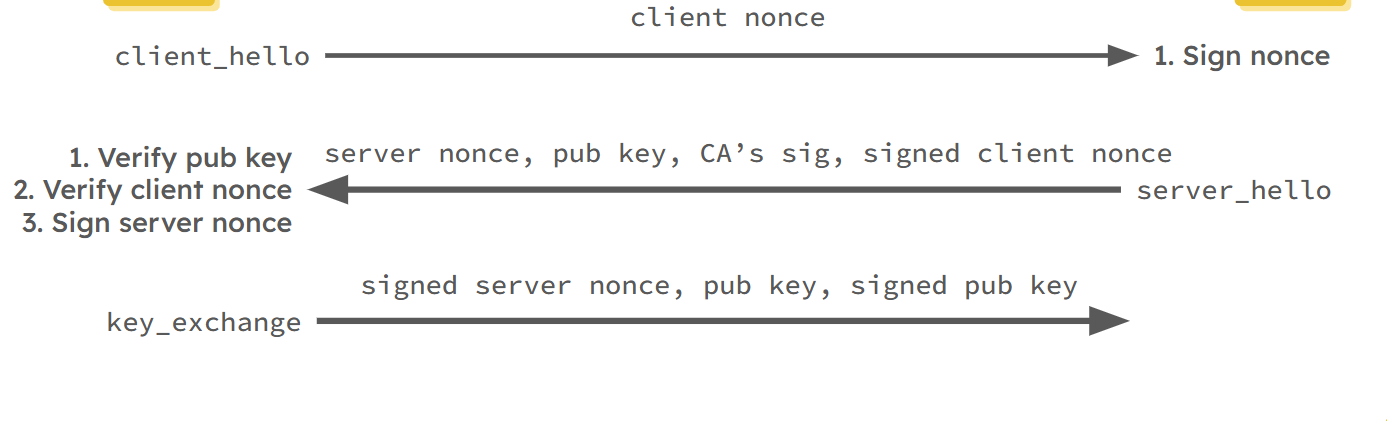 client nonce
client_hello
1. Sign nonce
1. Verify pub key
server nonce, pub key, CA’s sig, signed client nonce
2. Verify client nonce
server_hello
3. Sign server nonce
signed server nonce, pub key, signed pub key
key_exchange